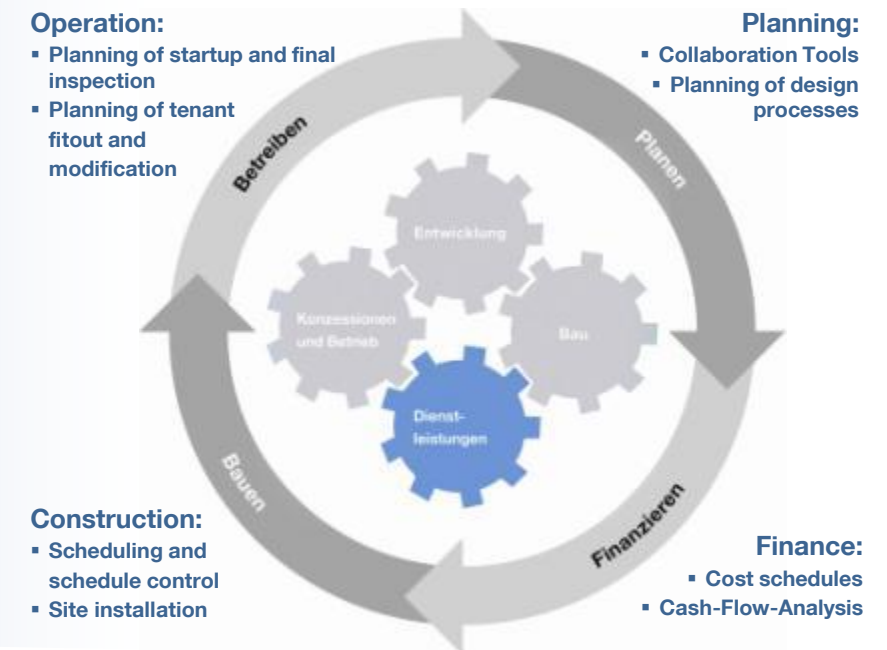 Operation:
▪ Planning of startup and final
inspection
▪ Planning of tenant
fitout and
modification
Planning:
▪ Collaboration Tools
▪ Planning of design
processes
Betreiben
Planen
Entwicklung
Konzessionen
und Betrieb
Bau
Dienst-
leistungen
Bauen
Finanzieren
Construction:
▪ Scheduling and
schedule control
▪ Site installation
Finance:
▪ Cost schedules
▪ Cash-Flow-Analysis